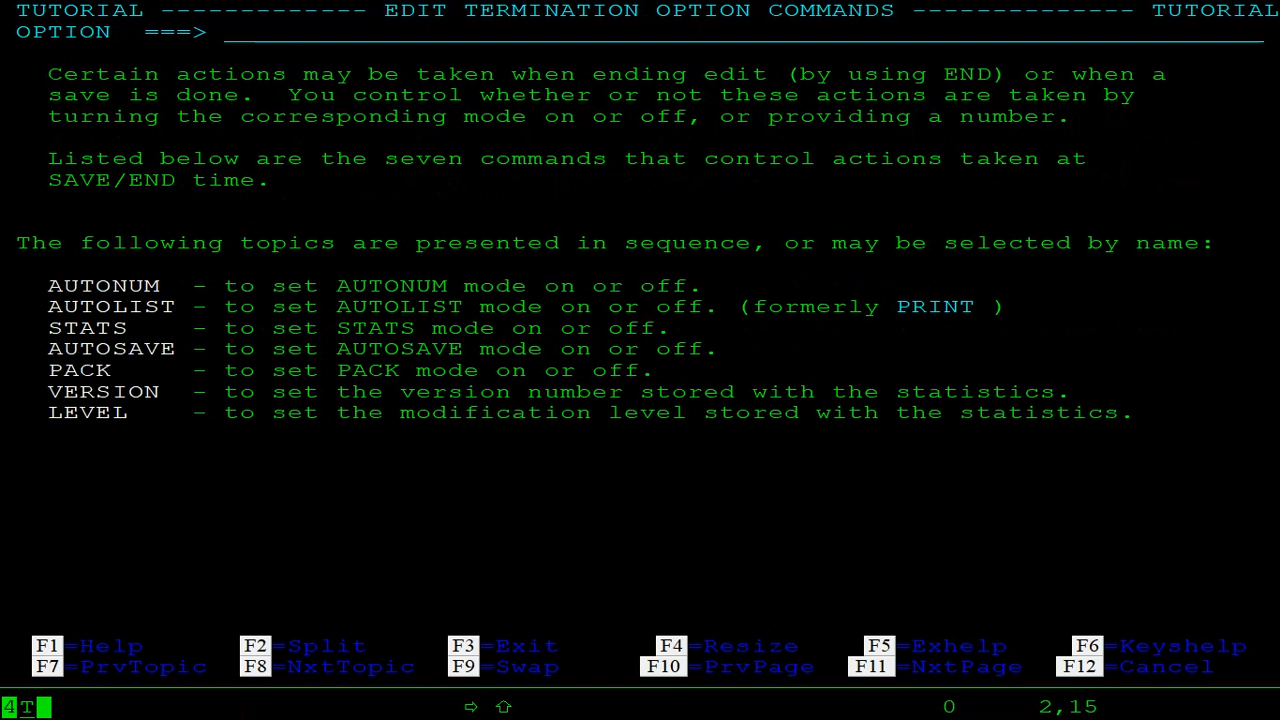 TUTORIAL ------------- EDIT TERMINATION OPTION COMMANDS -------------- TUTORIAL
OPTION  ===>
Certain actions may be taken when ending edit (by using END) or when a
save is done.  You control whether or not these actions are taken by
turning the corresponding mode on or off, or providing a number.
Listed below are the seven commands that control actions taken at
SAVE/END time.
The following topics are presented in sequence, or may be selected by name:
AUTONUM  - to set AUTONUM mode on or off.
AUTOLIST - to set AUTOLIST mode on or off. (formerly PRINT )
STATS    - to set STATS mode on or off.
AUTOSAVE - to set AUTOSAVE mode on or off.
PACK     - to set PACK mode on or off.
VERSION  - to set the version number stored with the statistics.
LEVEL    - to set the modification level stored with the statistics.
F1=Help      F2=Split     F3=Exit      F4=Resize    F5=Exhelp    F6=Keyshelp
F7=PrvTopic  F8=NxtTopic  F9=Swap      F10=PrvPage  F11=NxtPage  F12=Cancel
4T ⇨ ⇧ 0 2,15